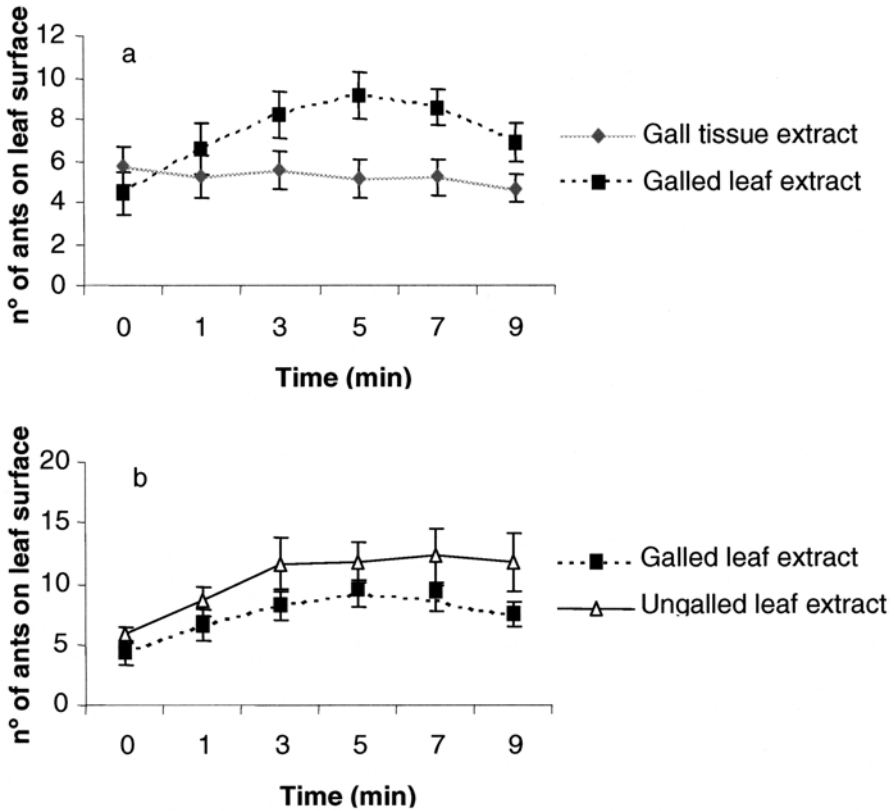 a
n° of ants on leaf surface
12
10
8
6
4
2
0
0 1 3 5 7 9
Time (min)
Gall tissue extract
Galled leaf extract
b
n° of ants on leaf surface
20
15
10
5
0
0 1 3 5 7 9
Time (min)
Galled leaf extract
Ungalled leaf extract